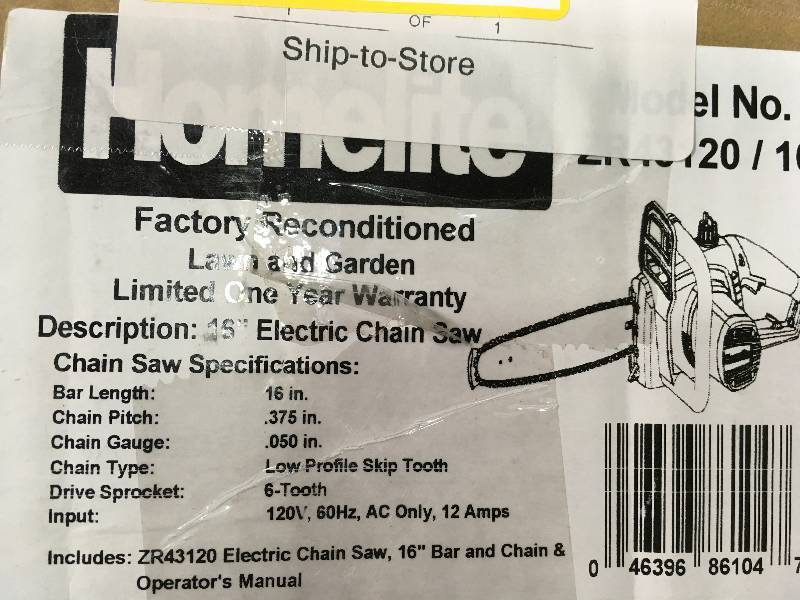 1 OF 1
Ship-to-Store
Homelite
Model No.
ZR43120 / 16
Factory Reconditioned
Lawn and Garden
Limited One Year Warranty
Description: 16" Electric Chain Saw
Chain Saw Specifications:
Bar Length: 16 in.
Chain Pitch: .375 in.
Chain Gauge: .050 in.
Chain Type: Low Profile Skip Tooth
Drive Sprocket: 6-Tooth
Input: 120V, 60Hz, AC Only, 12 Amps
Includes: ZR43120 Electric Chain Saw, 16" Bar and Chain &
Operator's Manual
0 46396 86104 7